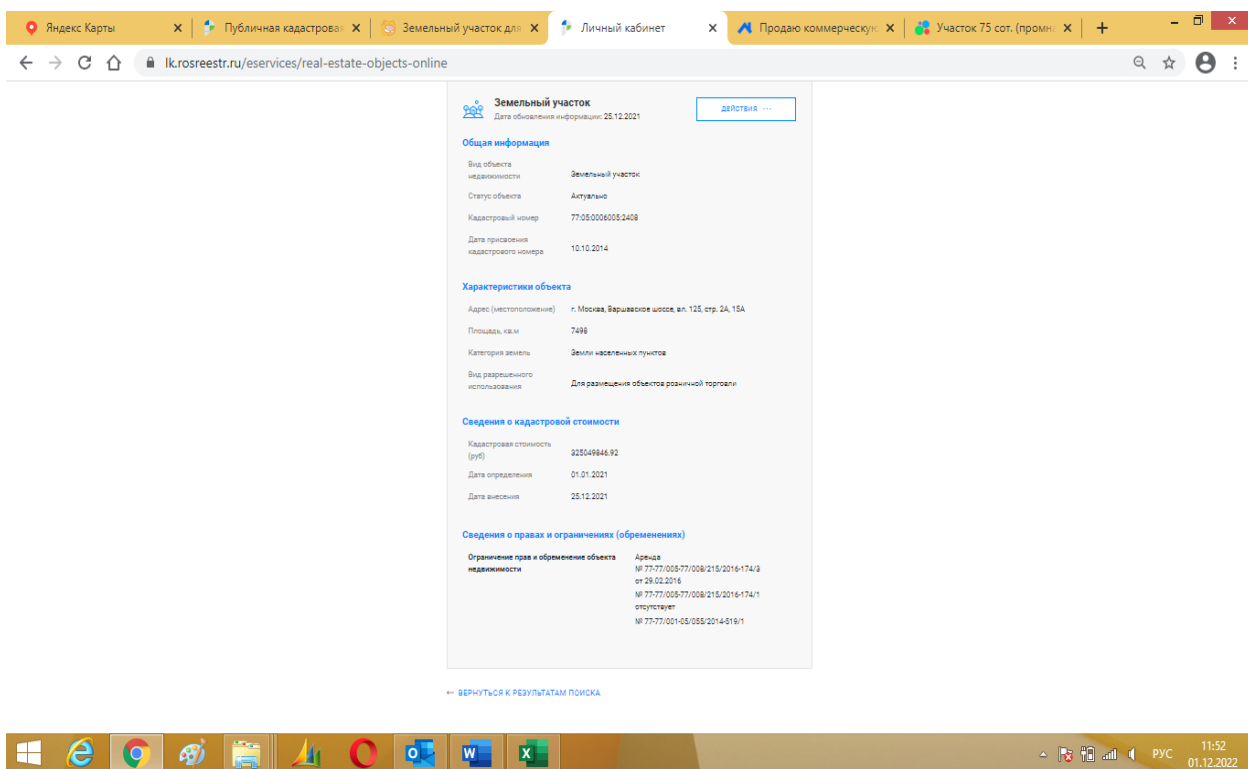 Яндекс Карты
Публичная кадастровая
Земельный участок для
Личный кабинет
Продаю коммерческую
Участок 75 сот. (промна
lk.rosreestr.ru/eservices/real-estate-objects-online
Земельный участок
Дата обновления информации: 25.12.2021
ДЕЙСТВИЯ ···
Общая информация
Вид объекта
недвижимости
Земельный участок
Статус объекта Актуально
Кадастровый номер 77:05:0006005:2408
Дата присвоения
кадастрового номера
10.10.2014
Характеристики объекта
Адрес (местоположение) г. Москва, Варшавское шоссе, вл. 125, стр. 2А, 15А
Площадь, кв.м 7498
Категория земель Земли населенных пунктов
Вид разрешенного
использования
Для размещения объектов розничной торговли
Сведения о кадастровой стоимости
Кадастровая стоимость
(руб)
325049846.92
Дата определения 01.01.2021
Дата внесения 25.12.2021
Сведения о правах и ограничениях (обременениях)
Ограничение прав и обременение объекта
недвижимости
Аренда
№ 77-77/005-77/008/215/2016-174/3
от 29.02.2016
№ 77-77/005-77/008/215/2016-174/1
отсутствует
№ 77-77/001-05/055/2014-519/1
← ВЕРНУТЬСЯ К РЕЗУЛЬТАТАМ ПОИСКА
РУС
11:52
01.12.2022